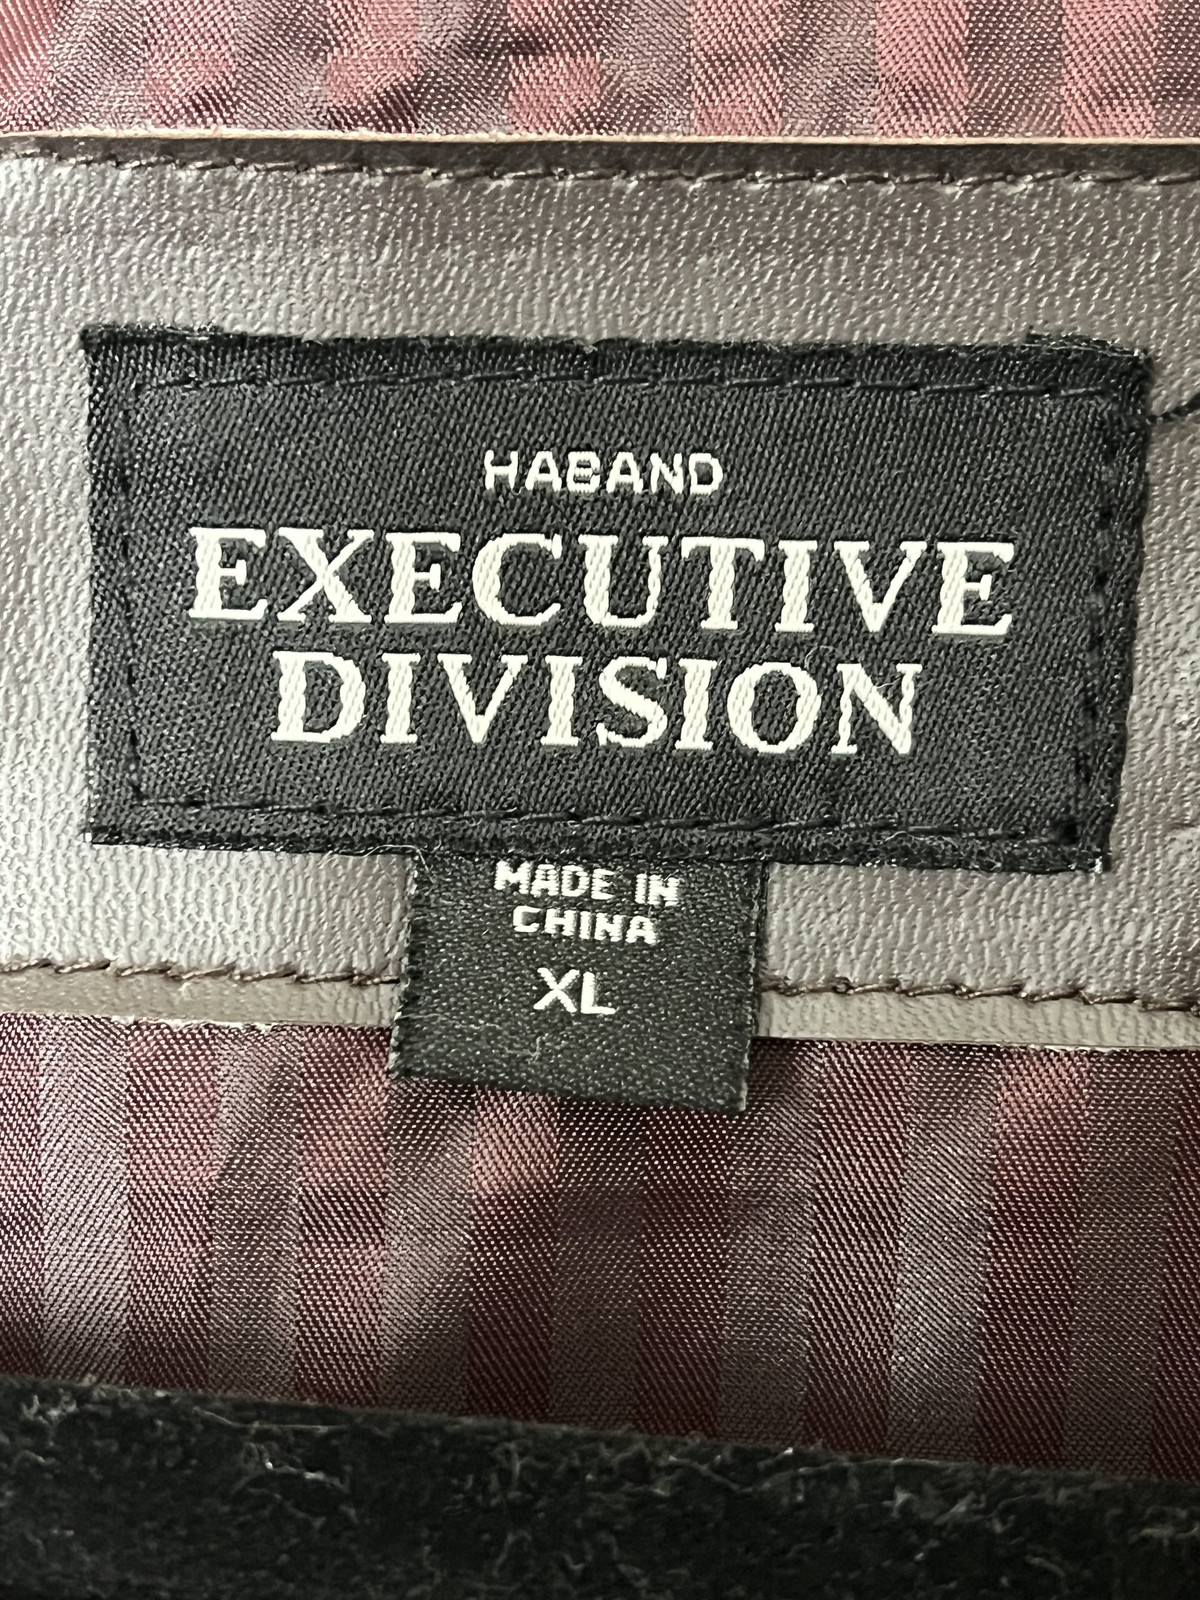 HABAND
EXECUTIVE
DIVISION
MADE IN
CHINA
XL